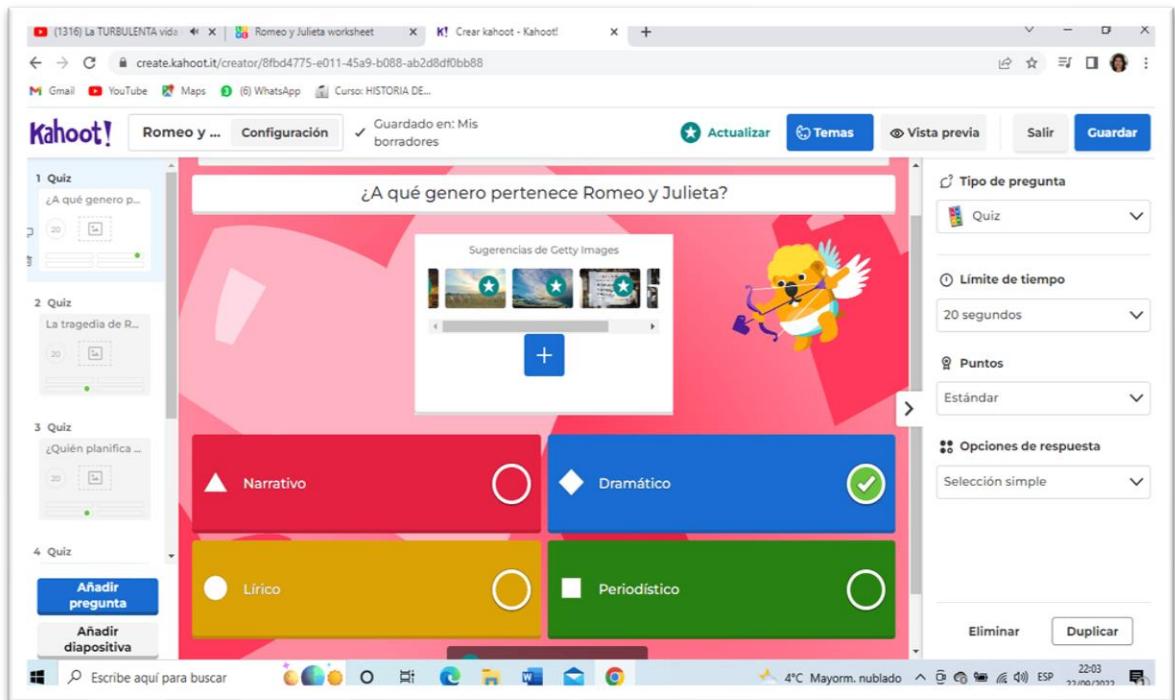 (1316) La TURBULENTA vida
Romeo y Julieta worksheet
K! Crear kahoot - Kahoot!
create.kahoot.it/creator/8fbd4775-e011-45a9-b088-ab2d8df0bb88
Gmail YouTube Maps (6) WhatsApp Curso: HISTORIA DE...
Kahoot!
Romeo y ...
Configuración
Guardado en: Mis
borradores
Actualizar
Temas
Vista previa
Salir
Guardar
1 Quiz
¿A qué genero p...
20
2 Quiz
La tragedia de R...
20
3 Quiz
¿Quién planifica ...
20
4 Quiz
Añadir
pregunta
Añadir
diapositiva
¿A qué genero pertenece Romeo y Julieta?
Sugerencias de Getty Images
Narrativo
Dramático
Lírico
Periodístico
Tipo de pregunta
Quiz
Límite de tiempo
20 segundos
Puntos
Estándar
Opciones de respuesta
Selección simple
Eliminar
Duplicar
Escribe aquí para buscar
4°C Mayorm. nublado
ESP
22:03
22/09/2022